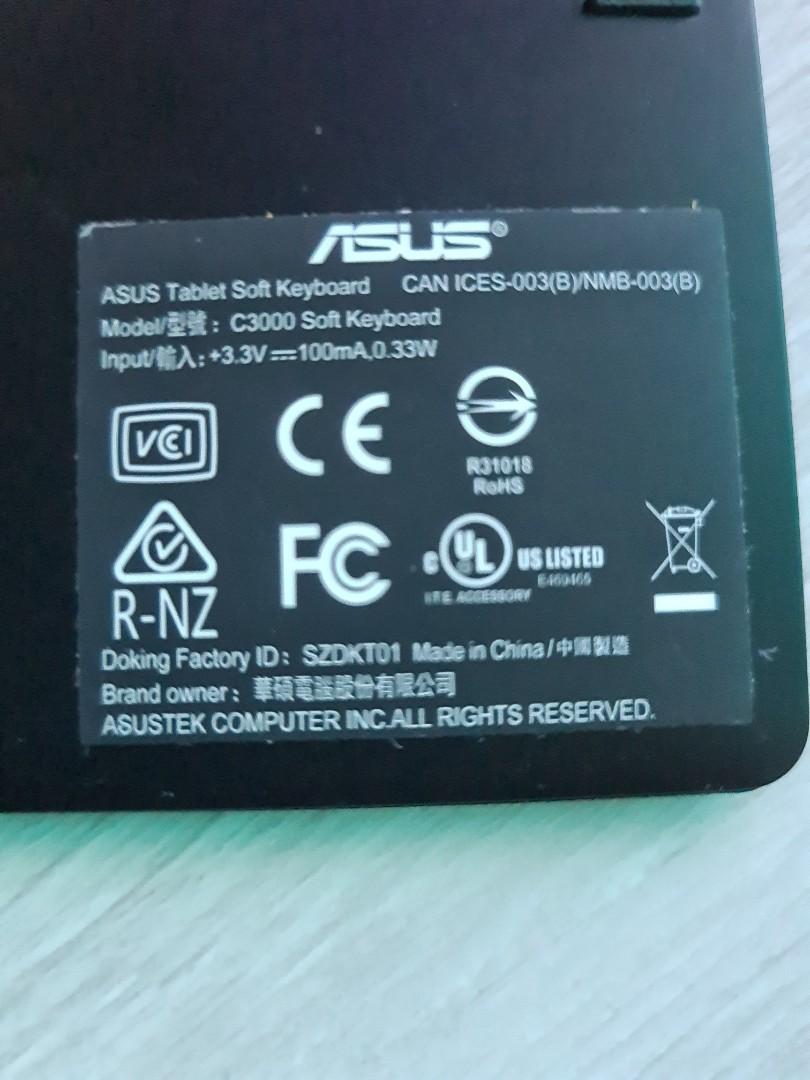 ASUS®
ASUS Tablet Soft Keyboard CAN ICES-003(B)/NMB-003(B)
Model/型號: C3000 Soft Keyboard
Input/輸入: +3.3V⎓100mA,0.33W
VCI
CE
R31018
RoHS
R-NZ
FC
c UL US LISTED
E469469
I.T.E. ACCESSORY
Doking Factory ID: SZDKT01 Made in China/中國製造
Brand owner: 華碩電腦股份有限公司
ASUSTEK COMPUTER INC.ALL RIGHTS RESERVED.